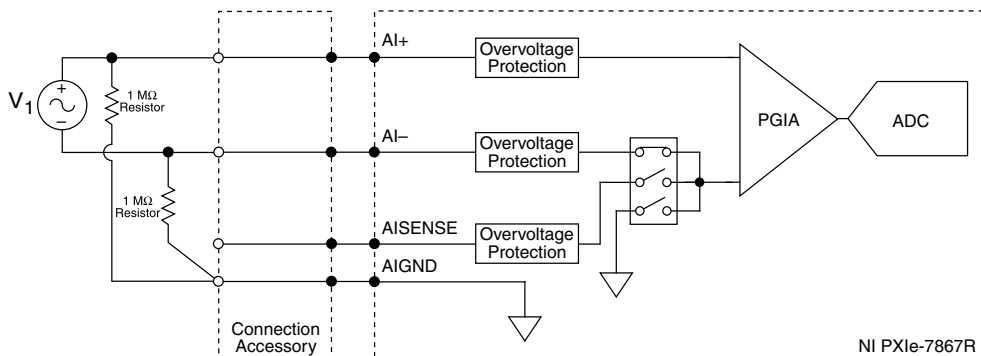 AI+
Overvoltage
Protection
V1
+
−
1 MΩ
Resistor
PGIA
ADC
AI−
Overvoltage
Protection
1 MΩ
Resistor
AISENSE
Overvoltage
Protection
AIGND
Connection
Accessory
NI PXIe-7867R